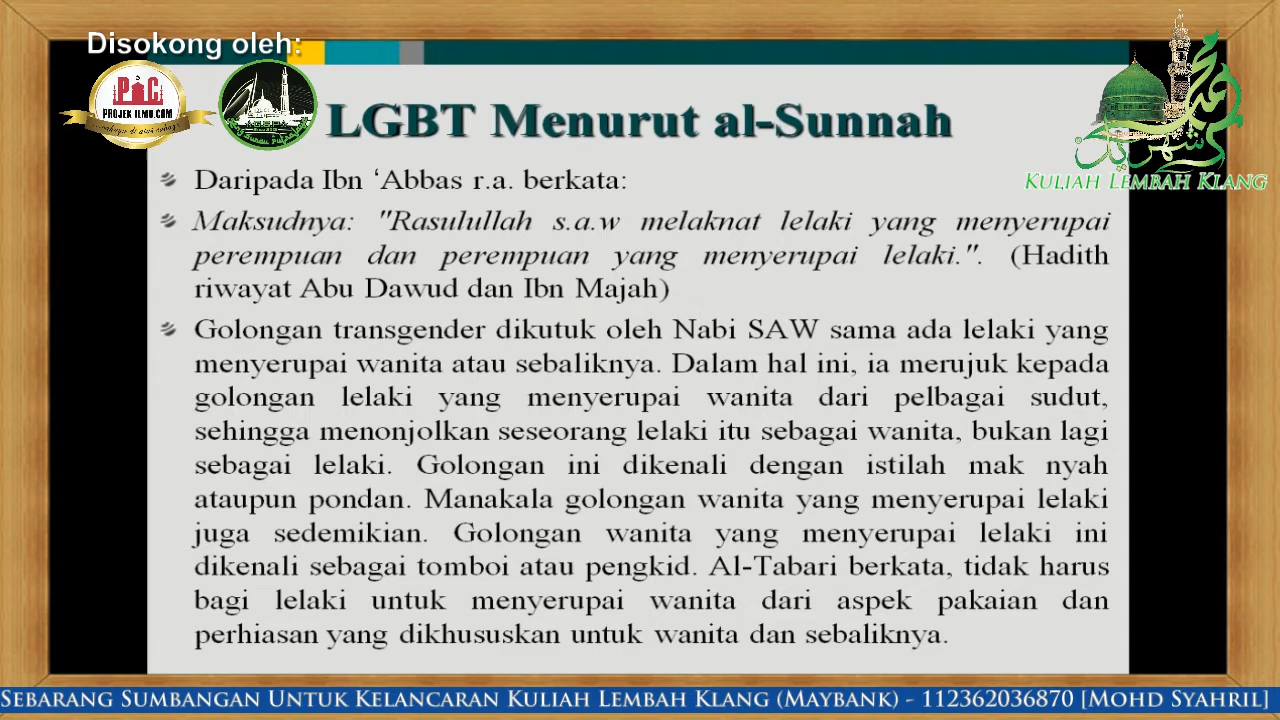 Disokong oleh:
PiC
PROJEK ILMU.COM
LGBT Menurut al-Sunnah
KULIAH LEMBAH KLANG
Daripada Ibn ‘Abbas r.a. berkata:
Maksudnya: "Rasulullah s.a.w melaknat lelaki yang menyerupai
perempuan dan perempuan yang menyerupai lelaki.". (Hadith
riwayat Abu Dawud dan Ibn Majah)
Golongan transgender dikutuk oleh Nabi SAW sama ada lelaki yang
menyerupai wanita atau sebaliknya. Dalam hal ini, ia merujuk kepada
golongan lelaki yang menyerupai wanita dari pelbagai sudut,
sehingga menonjolkan seseorang lelaki itu sebagai wanita, bukan lagi
sebagai lelaki. Golongan ini dikenali dengan istilah mak nyah
ataupun pondan. Manakala golongan wanita yang menyerupai lelaki
juga sedemikian. Golongan wanita yang menyerupai lelaki ini
dikenali sebagai tomboi atau pengkid. Al-Tabari berkata, tidak harus
bagi lelaki untuk menyerupai wanita dari aspek pakaian dan
perhiasan yang dikhususkan untuk wanita dan sebaliknya.
SEBARANG SUMBANGAN UNTUK KELANCARAN KULIAH LEMBAH KLANG (MAYBANK) - 112362036870 [MOHD SYAHRIL]